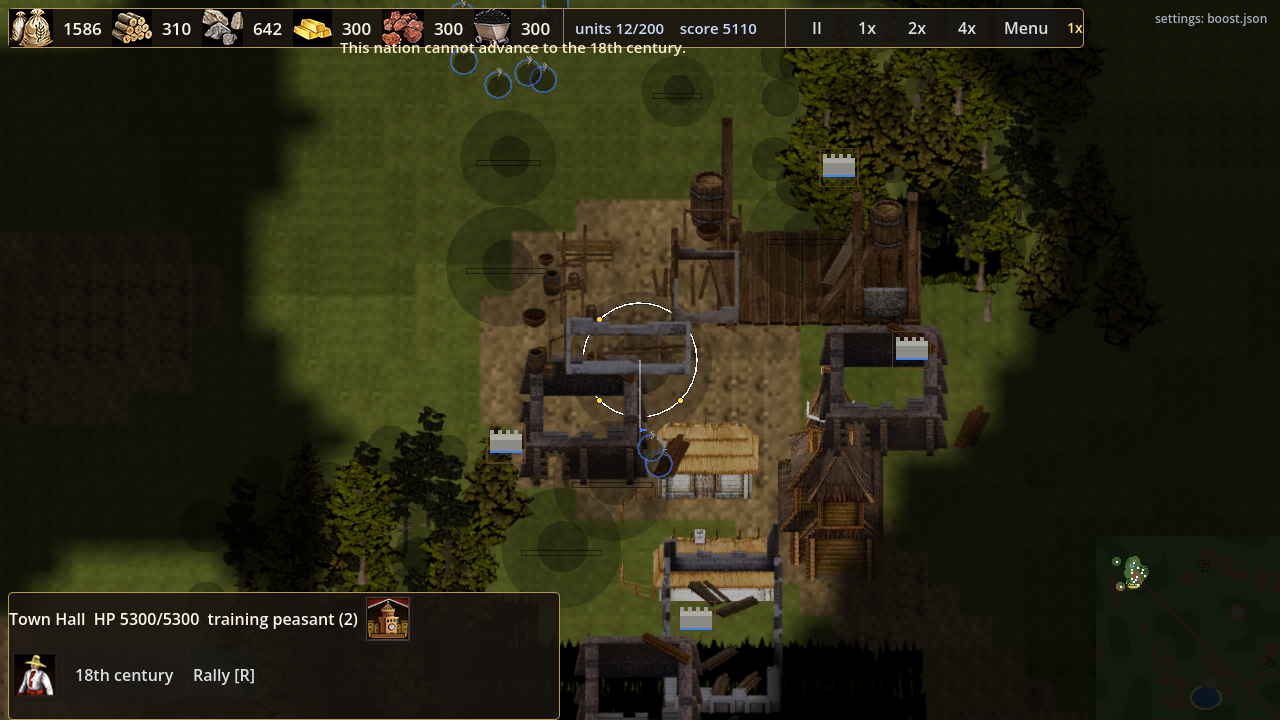 1586 310 642 300 300 300 units 12/200 score 5110 II 1x 2x 4x Menu 1x
settings: boost.json
This nation cannot advance to the 18th century.
Town Hall HP 5300/5300 training peasant (2)
18th century Rally [R]